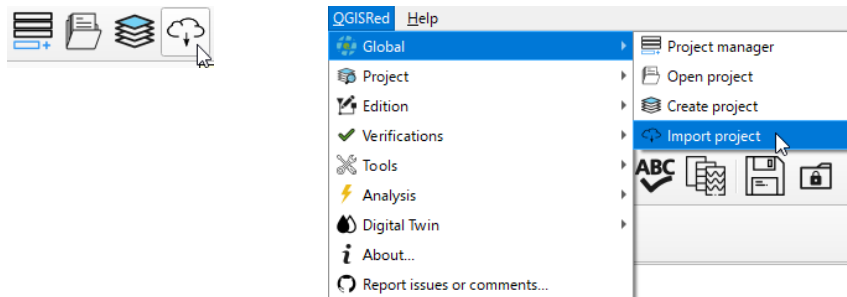 QGISRed Help
Global
Project
Edition
Verifications
Tools
Analysis
Digital Twin
About...
Report issues or comments...
Project manager
Open project
Create project
Import project
ABC